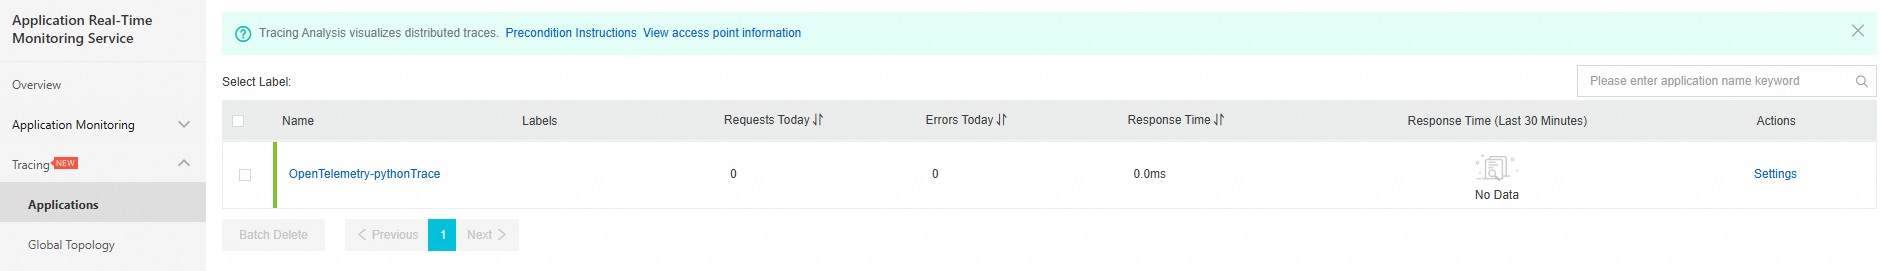 Application Real-Time
Monitoring Service
Overview
Application Monitoring
Tracing NEW
Applications
Global Topology
Tracing Analysis visualizes distributed traces. Precondition Instructions View access point information
Select Label:
Please enter application name keyword
Name Labels Requests Today Errors Today Response Time Response Time (Last 30 Minutes) Actions
OpenTelemetry-pythonTrace 0 0 0.0ms No Data Settings
Batch Delete Previous 1 Next